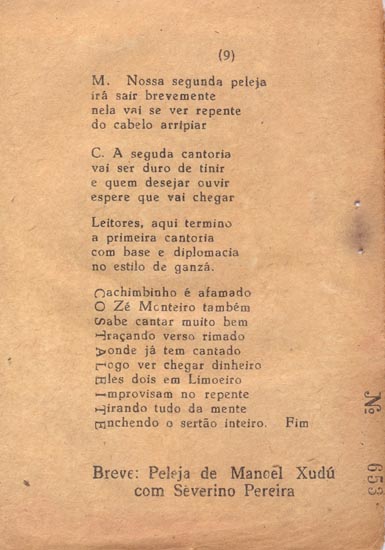 (9)
M. Nossa segunda peleja
irá sair brevemente
nela vai se ver repente
do cabelo arripiar
C. A seguda cantoria
vai ser duro de tinir
e quem desejar ouvir
espere que vai chegar
Leitores, aqui termino
a primeira cantoria
com base e diplomacia
no estilo de ganzá.
Cachimbinho é afamado
O Zé Monteiro também
Sabe cantar muito bem
Traçando verso rimado
Aonde já tem cantado
Logo ver chegar dinheiro
Eles dois em Limoeiro
Improvisam no repente
Tirando tudo da mente
Enchendo o sertão inteiro. Fim
Breve: Peleja de Manoel Xudú
com Severino Pereira
Nº 653